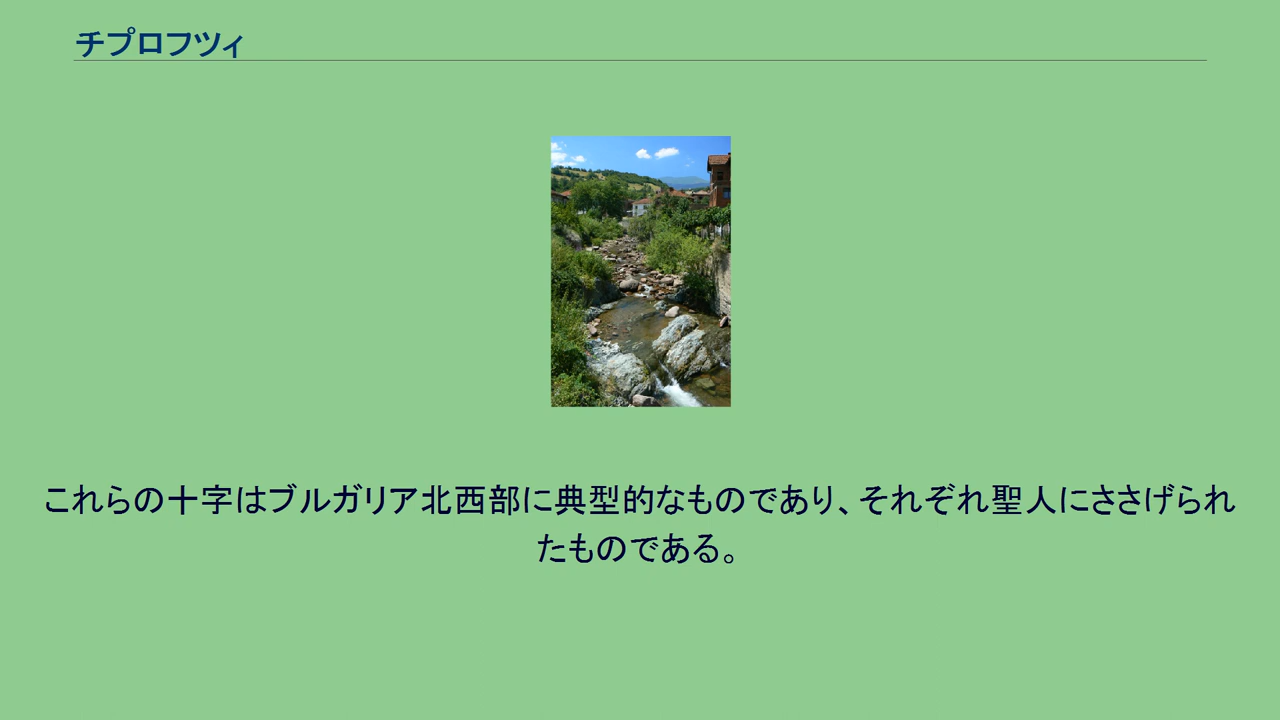 チプロフツィ
これらの十字はブルガリア北西部に典型的なものであり、それぞれ聖人にささげられ
たものである。